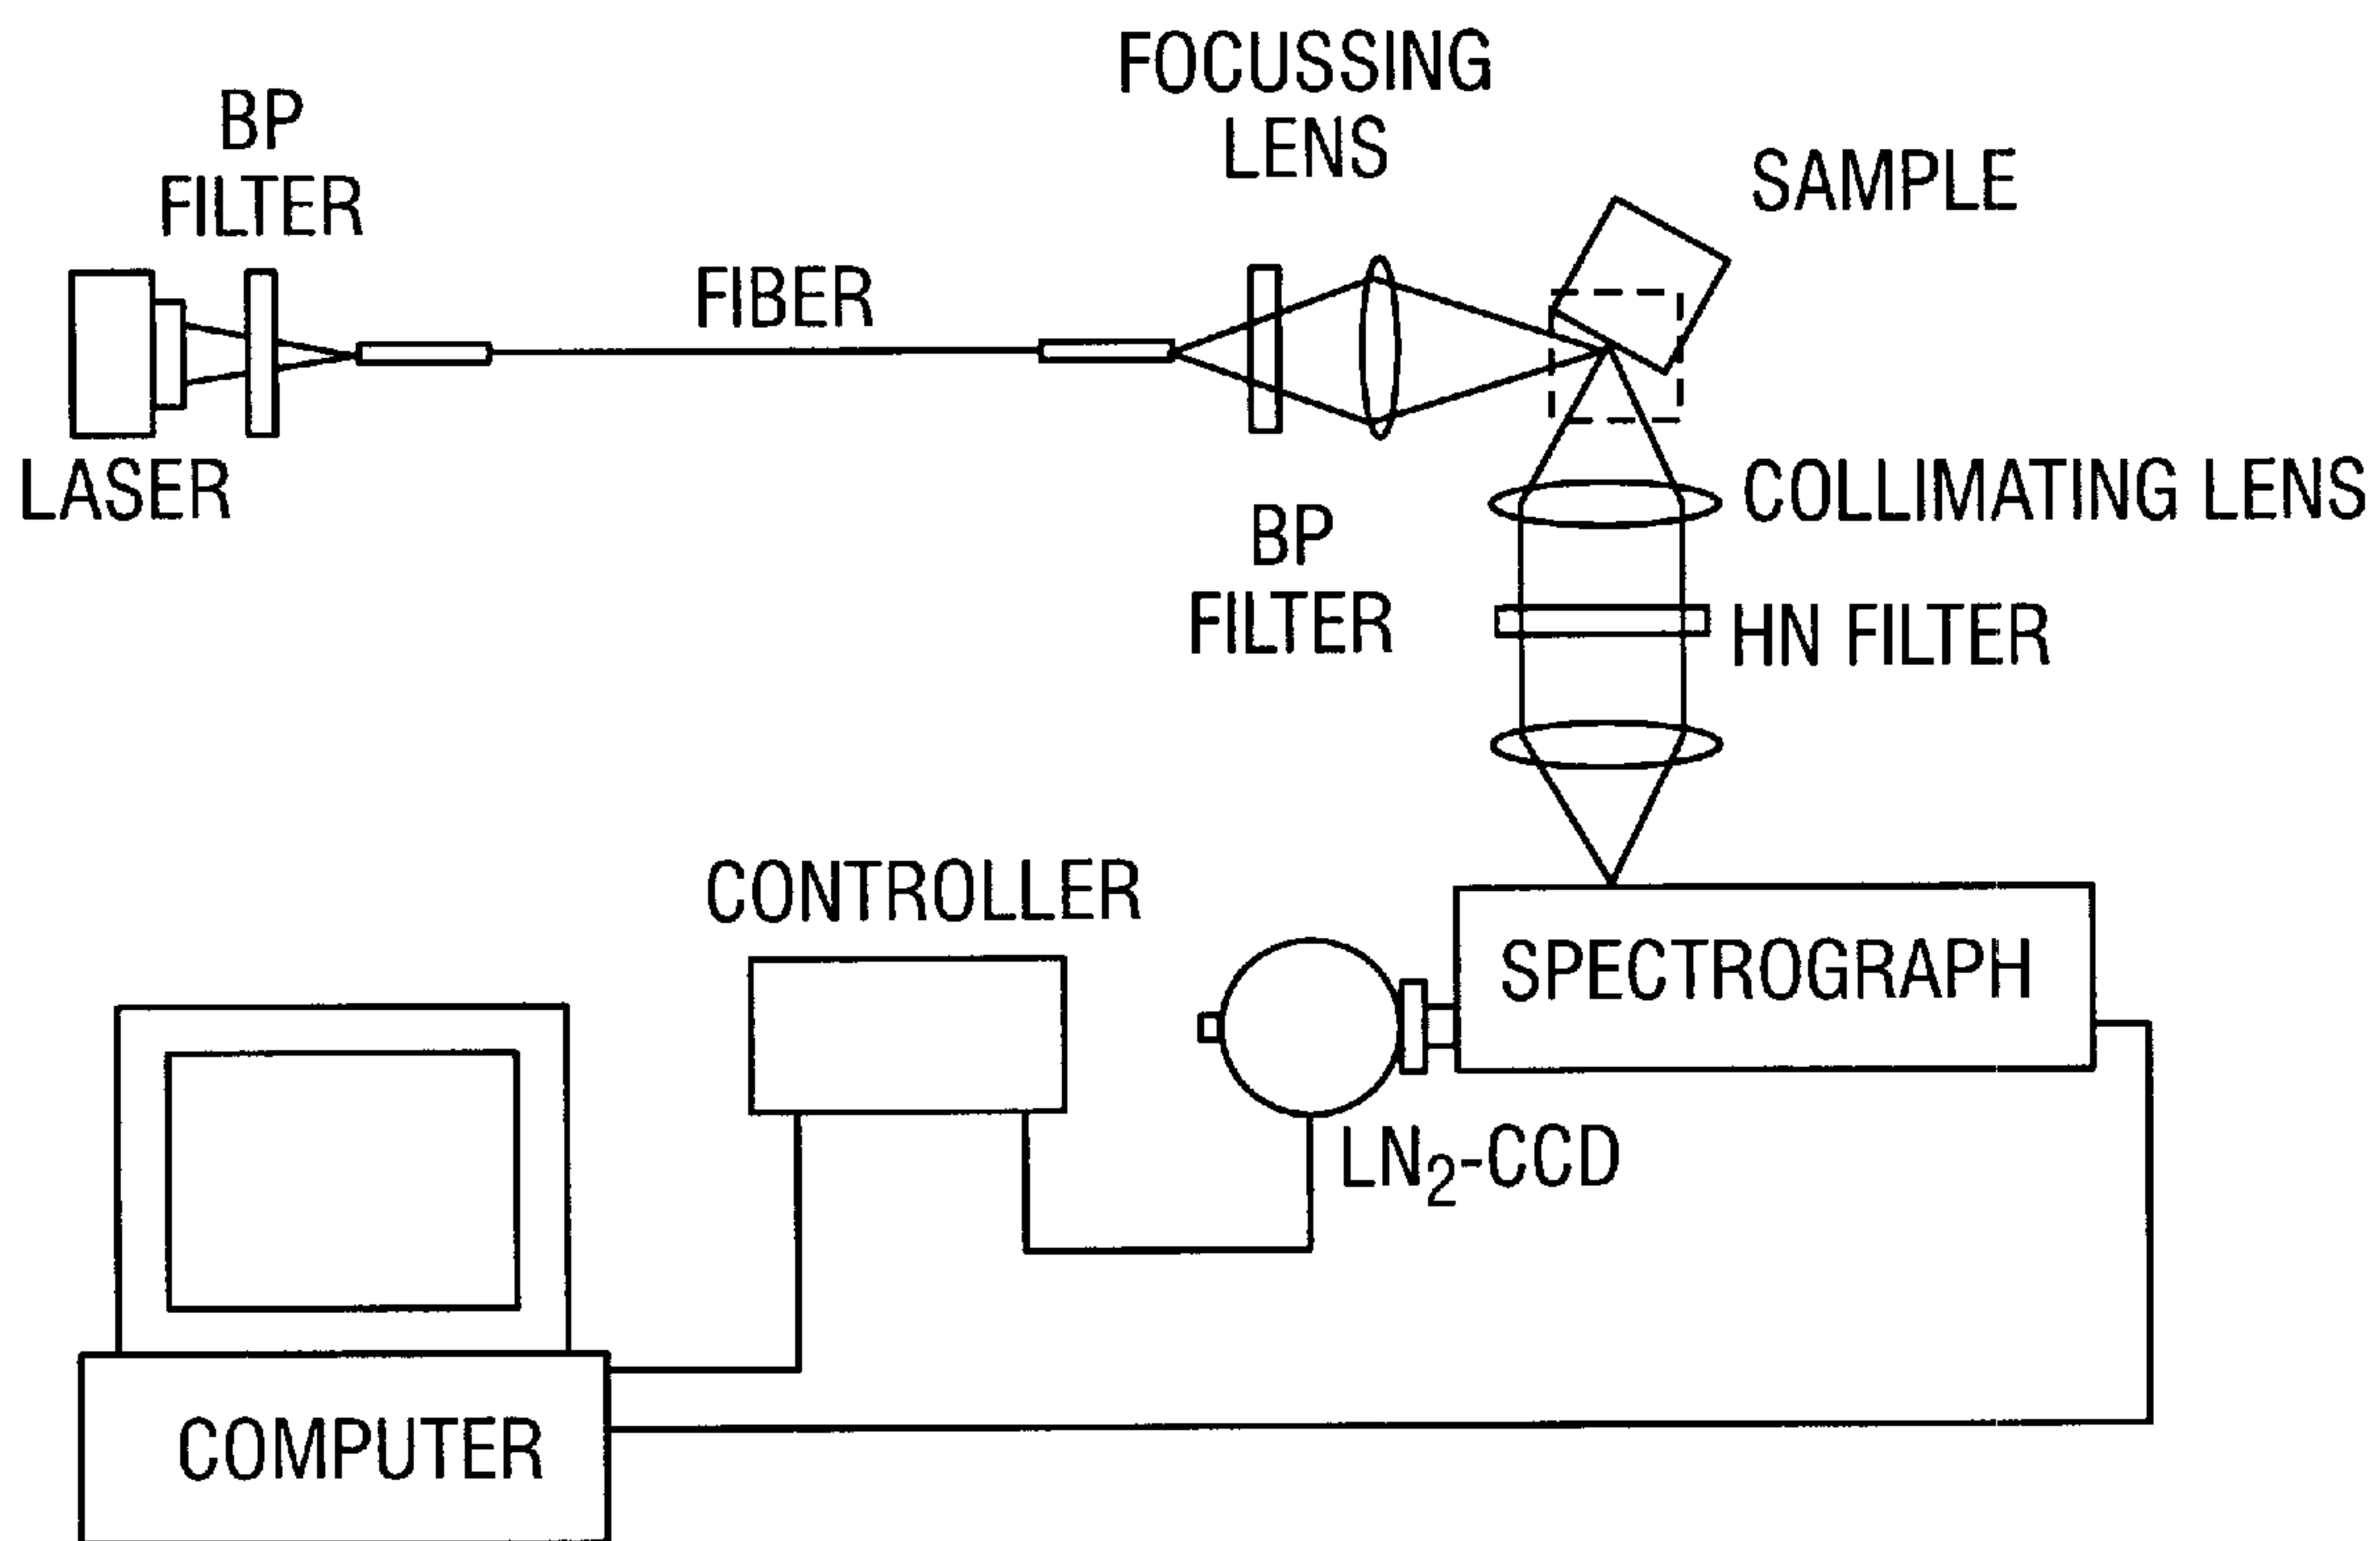 FOCUSSING
LENS
BP
FILTER
SAMPLE
FIBER
LASER
COLLIMATING LENS
BP
FILTER
HN FILTER
CONTROLLER
SPECTROGRAPH
LN₂-CCD
COMPUTER